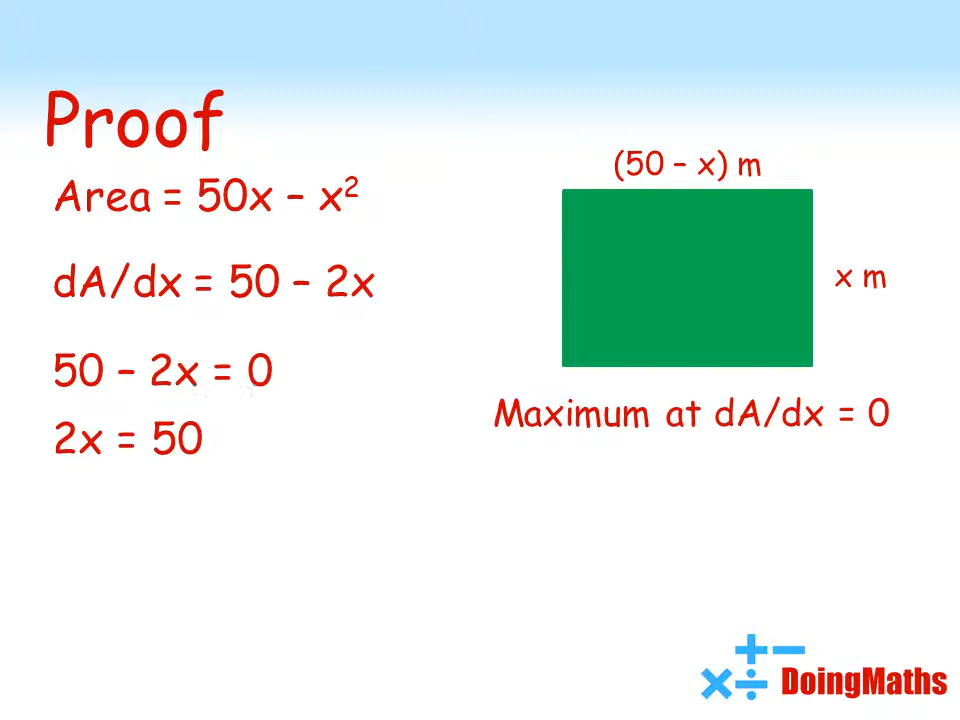 Proof
Area = 50x – x²
dA/dx = 50 – 2x
50 – 2x = 0
2x = 50
(50 – x) m
x m
Maximum at dA/dx = 0
DoingMaths